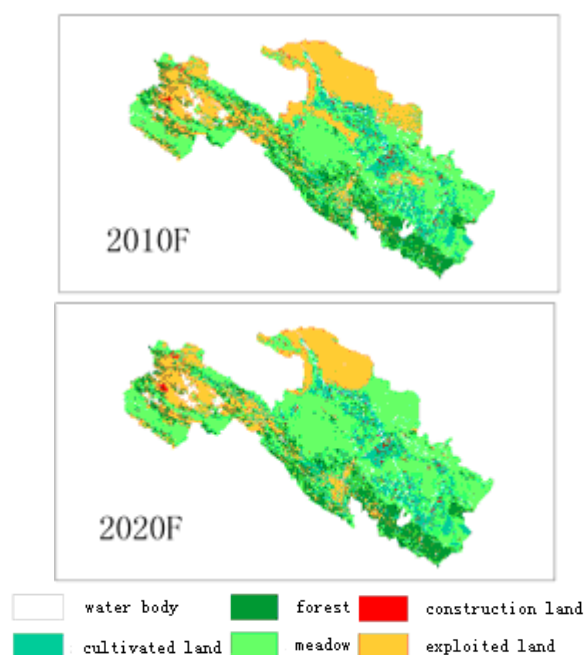 2010F
2020F
water body forest construction land
cultivated land meadow exploited land